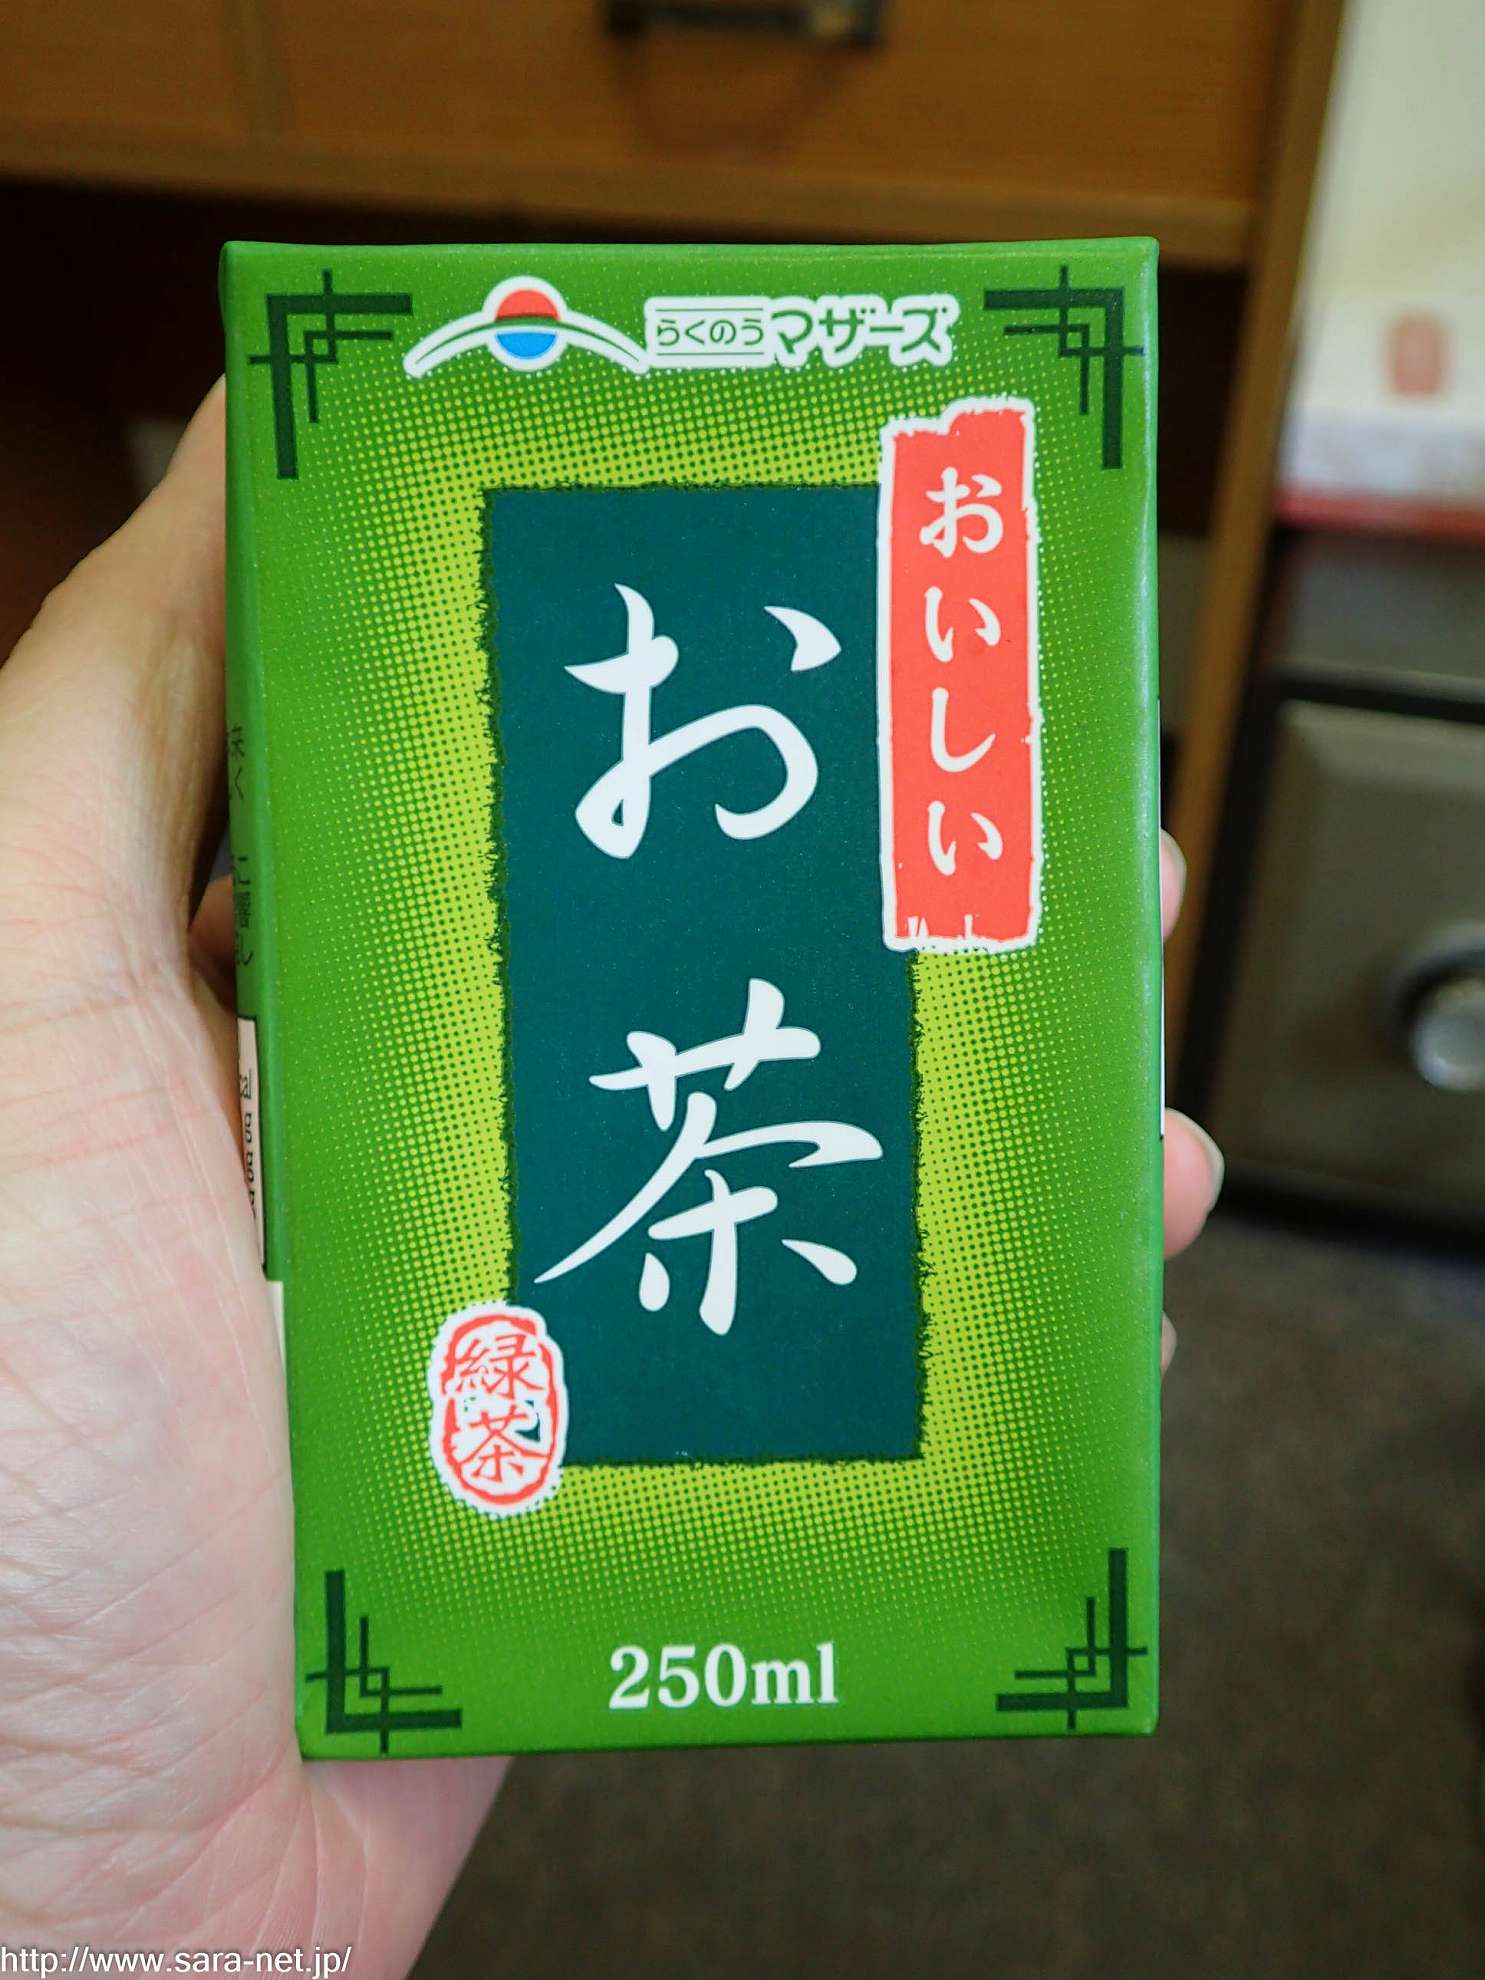 らくのうマザーズ
おいしい
お茶
緑茶
250ml
http://www.sara-net.jp/